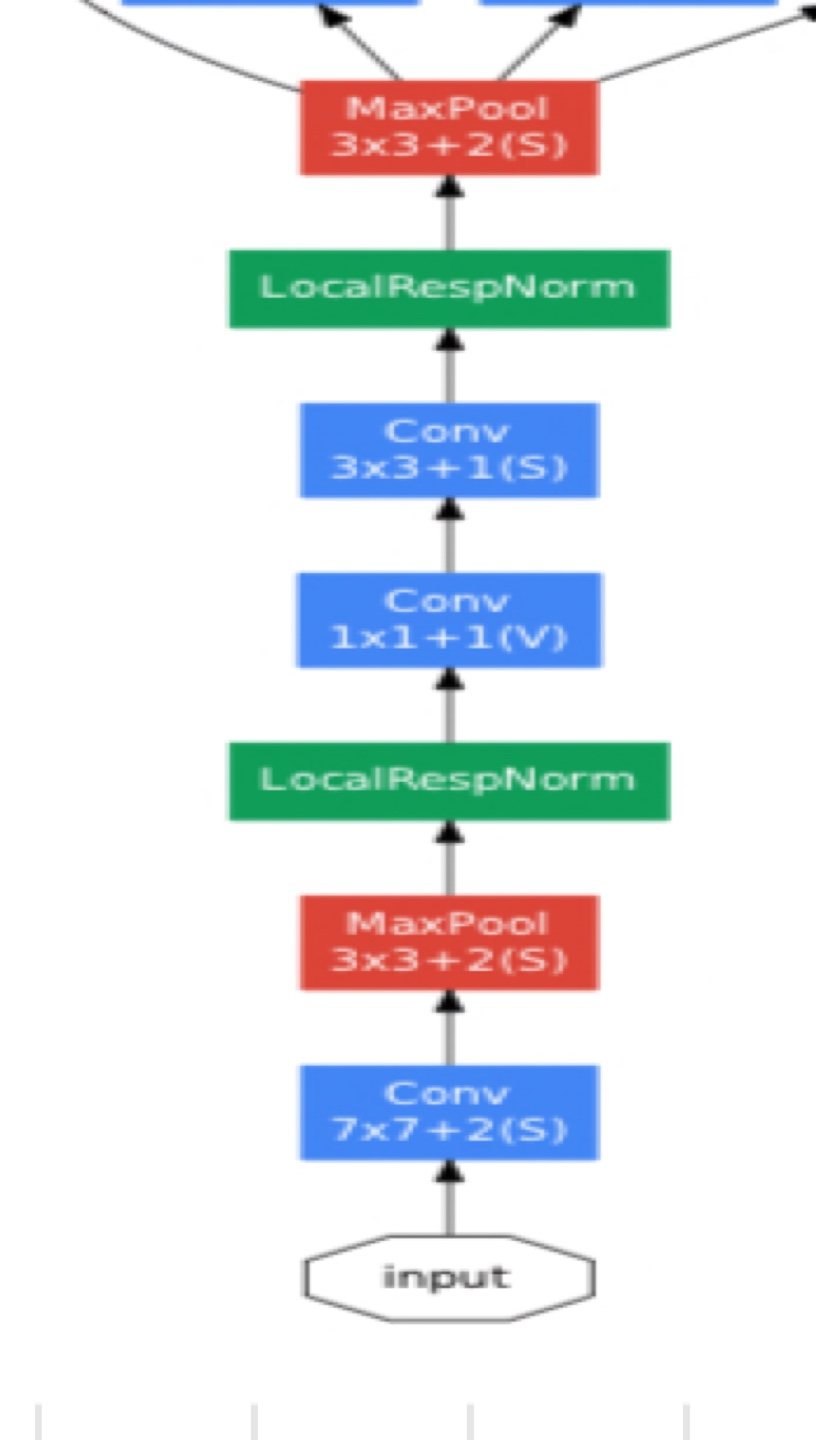 MaxPool
3x3+2(S)
LocalRespNorm
Conv
3x3+1(S)
Conv
1x1+1(V)
LocalRespNorm
MaxPool
3x3+2(S)
Conv
7x7+2(S)
input